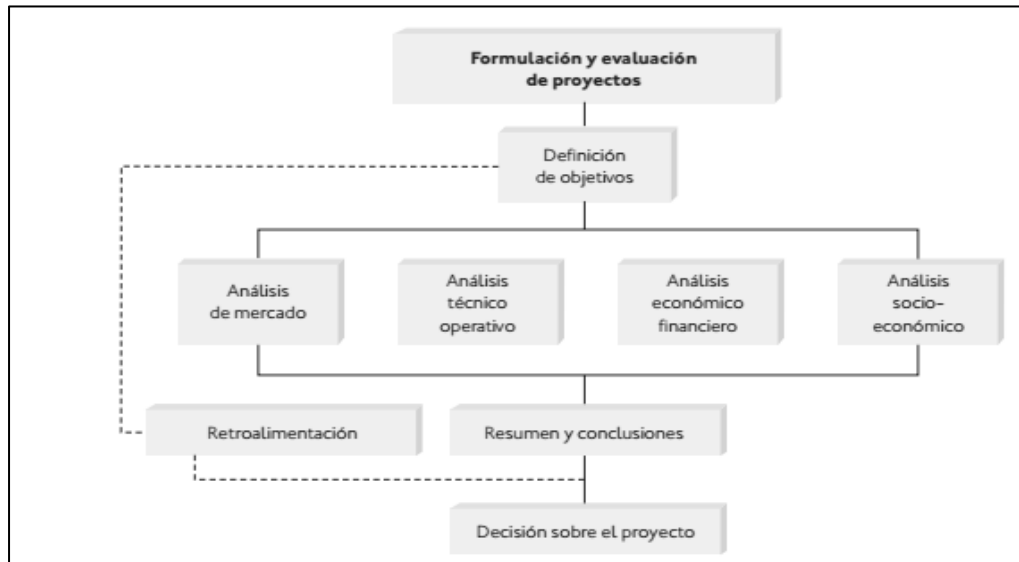 Formulación y evaluación
de proyectos
Definición
de objetivos
Análisis
de mercado
Análisis
técnico
operativo
Análisis
económico
financiero
Análisis
socio-
económico
Retroalimentación
Resumen y conclusiones
Decisión sobre el proyecto